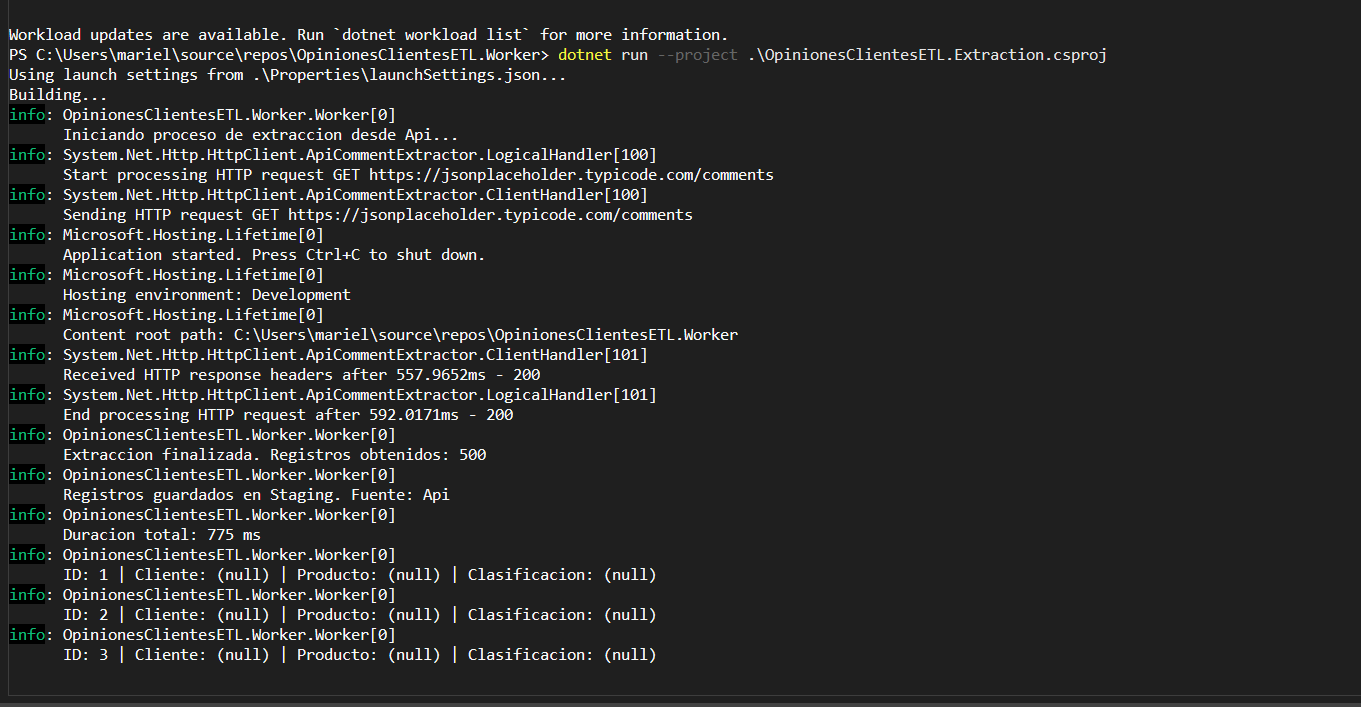 Workload updates are available. Run `dotnet workload list` for more information.
PS C:\Users\mariel\source\repos\OpinionesClientesETL.Worker> dotnet run --project .\OpinionesClientesETL.Extraction.csproj
Using launch settings from .\Properties\launchSettings.json...
Building...
info: OpinionesClientesETL.Worker.Worker[0]
      Iniciando proceso de extraccion desde Api...
info: System.Net.Http.HttpClient.ApiCommentExtractor.LogicalHandler[100]
      Start processing HTTP request GET https://jsonplaceholder.typicode.com/comments
info: System.Net.Http.HttpClient.ApiCommentExtractor.ClientHandler[100]
      Sending HTTP request GET https://jsonplaceholder.typicode.com/comments
info: Microsoft.Hosting.Lifetime[0]
      Application started. Press Ctrl+C to shut down.
info: Microsoft.Hosting.Lifetime[0]
      Hosting environment: Development
info: Microsoft.Hosting.Lifetime[0]
      Content root path: C:\Users\mariel\source\repos\OpinionesClientesETL.Worker
info: System.Net.Http.HttpClient.ApiCommentExtractor.ClientHandler[101]
      Received HTTP response headers after 557.9652ms - 200
info: System.Net.Http.HttpClient.ApiCommentExtractor.LogicalHandler[101]
      End processing HTTP request after 592.0171ms - 200
info: OpinionesClientesETL.Worker.Worker[0]
      Extraccion finalizada. Registros obtenidos: 500
info: OpinionesClientesETL.Worker.Worker[0]
      Registros guardados en Staging. Fuente: Api
info: OpinionesClientesETL.Worker.Worker[0]
      Duracion total: 775 ms
info: OpinionesClientesETL.Worker.Worker[0]
      ID: 1 | Cliente: (null) | Producto: (null) | Clasificacion: (null)
info: OpinionesClientesETL.Worker.Worker[0]
      ID: 2 | Cliente: (null) | Producto: (null) | Clasificacion: (null)
info: OpinionesClientesETL.Worker.Worker[0]
      ID: 3 | Cliente: (null) | Producto: (null) | Clasificacion: (null)